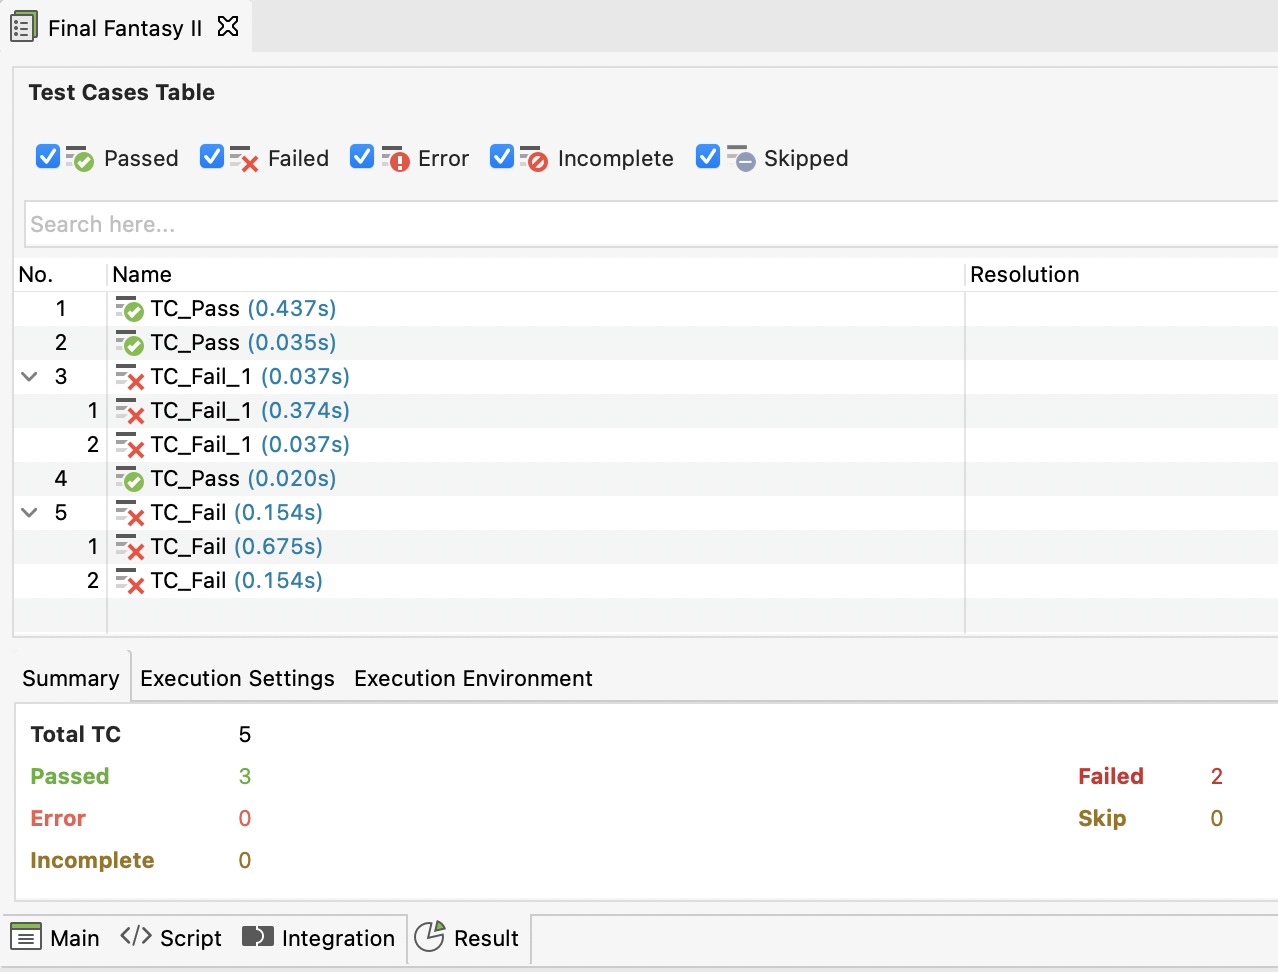 Final Fantasy II
Test Cases Table
Passed Failed Error Incomplete Skipped
Search here...
No. Name Resolution
1 TC_Pass (0.437s)
2 TC_Pass (0.035s)
3 TC_Fail_1 (0.037s)
1 TC_Fail_1 (0.374s)
2 TC_Fail_1 (0.037s)
4 TC_Pass (0.020s)
5 TC_Fail (0.154s)
1 TC_Fail (0.675s)
2 TC_Fail (0.154s)
Summary Execution Settings Execution Environment
Total TC 5
Passed 3 Failed 2
Error 0 Skip 0
Incomplete 0
Main </> Script Integration Result